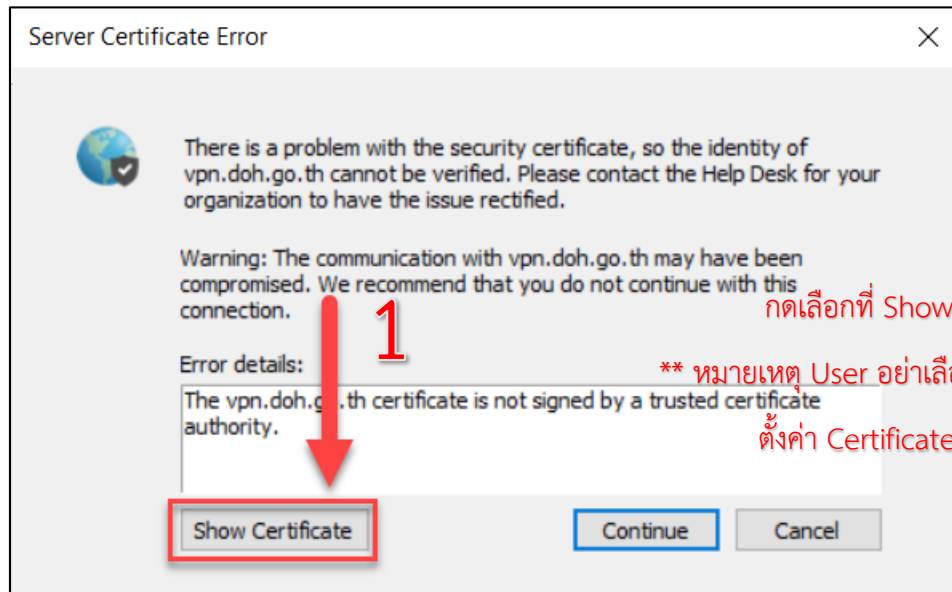 Server Certificate Error
There is a problem with the security certificate, so the identity of
vpn.doh.go.th cannot be verified. Please contact the Help Desk for your
organization to have the issue rectified.
Warning: The communication with vpn.doh.go.th may have been
compromised. We recommend that you do not continue with this
connection.
1
กดเลือกที่ Show
Error details:
** หมายเหตุ User อย่าเลือ
The vpn.doh.go.th certificate is not signed by a trusted certificate
authority.
ตั้งค่า Certificate
Show Certificate
Continue
Cancel